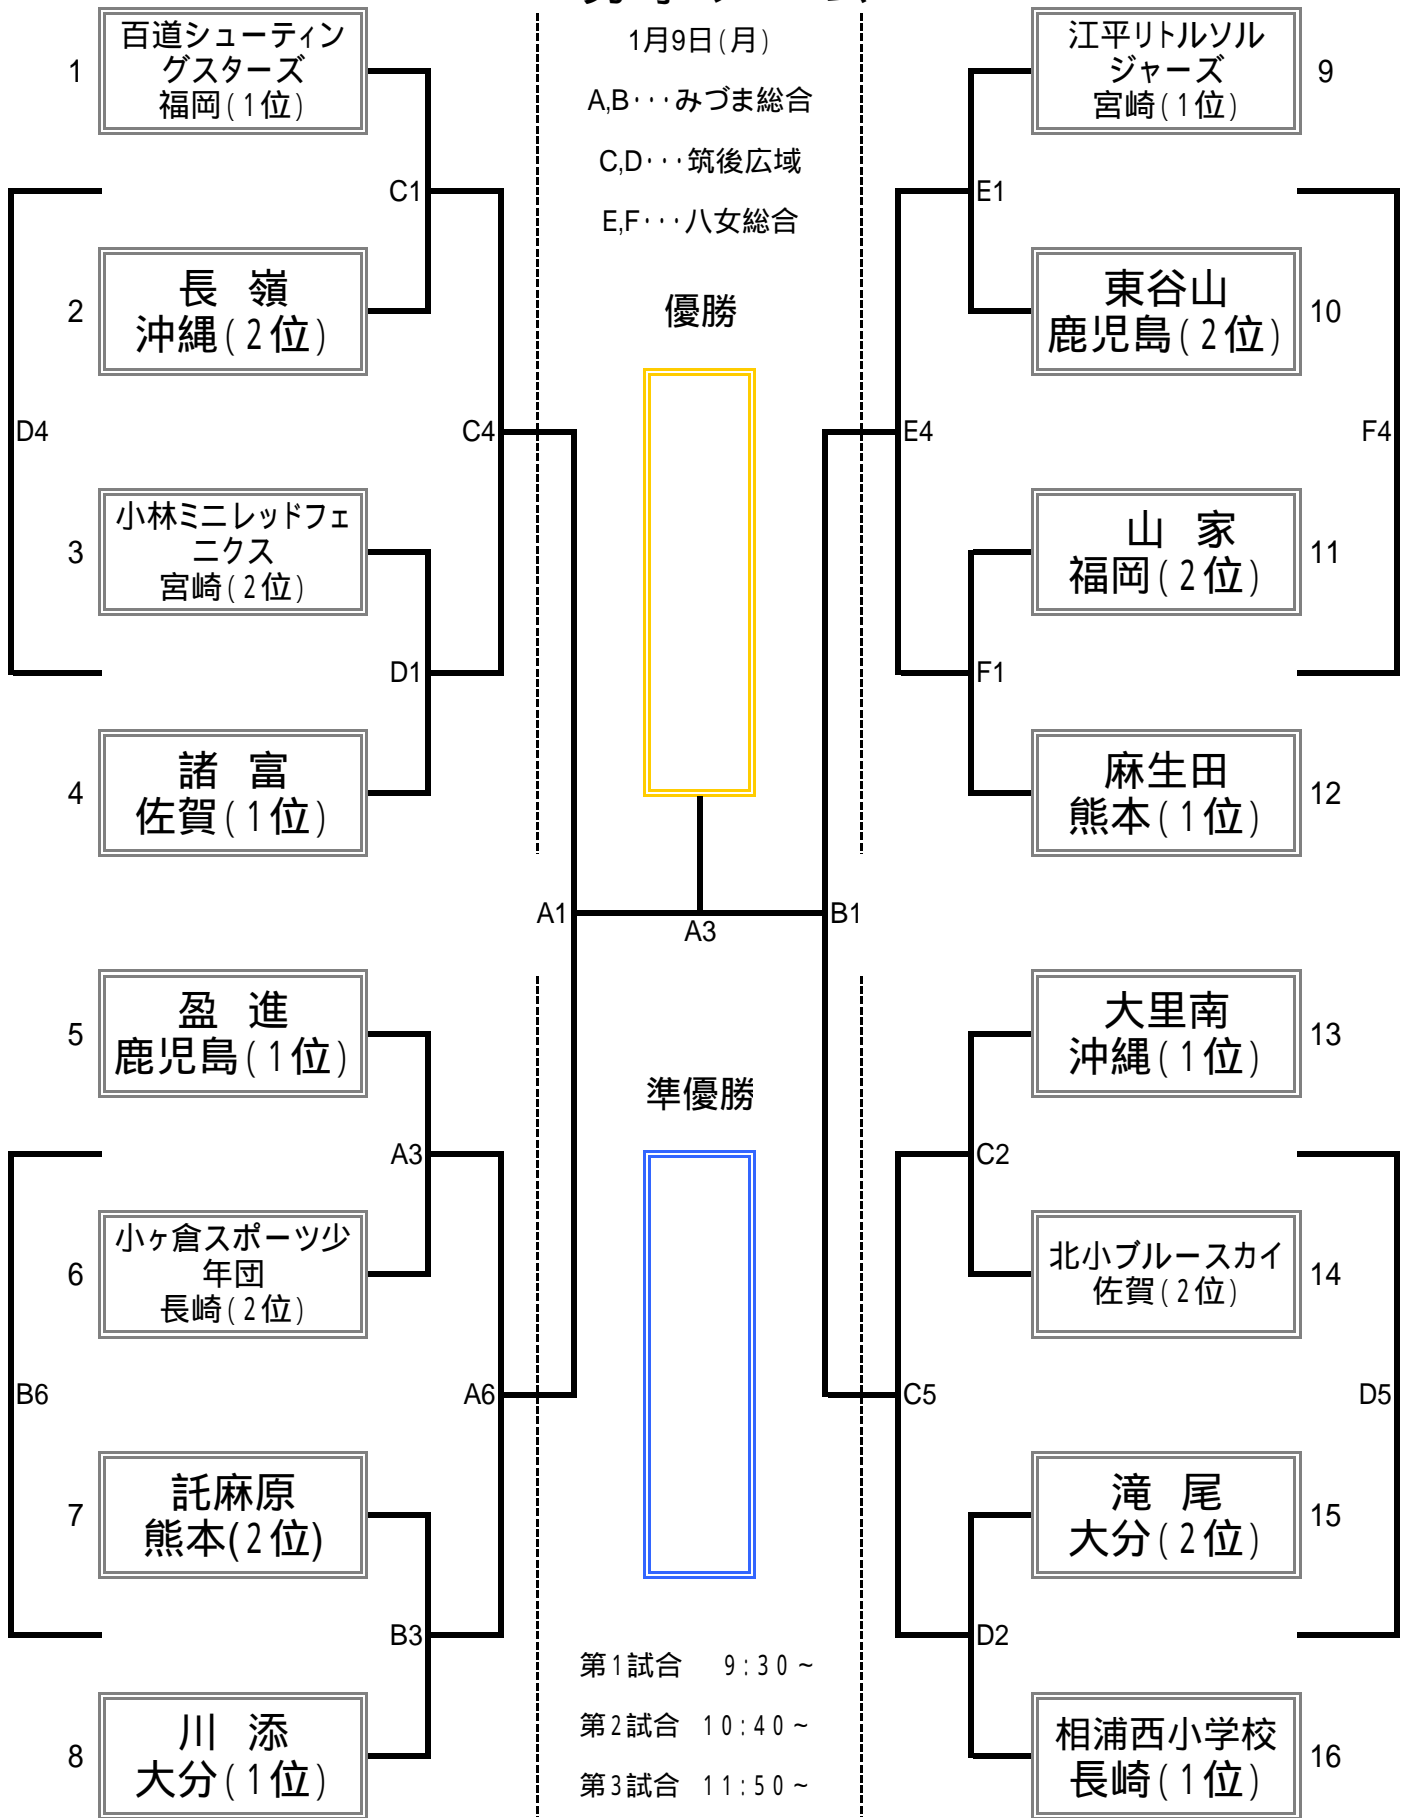 1月9日(月)
A,B･･･みづま総合
C,D･･･筑後広域
E,F･･･八女総合
優勝
準優勝
A1
A3
B1
第1試合 9:30~
第2試合 10:40~
第3試合 11:50~
1
百道シューティン
グスターズ
福岡(1位)
C1
2
長 嶺
沖縄(2位)
D4
C4
3
小林ミニレッドフェ
ニクス
宮崎(2位)
D1
4
諸 富
佐賀(1位)
5
盈 進
鹿児島(1位)
A3
6
小ヶ倉スポーツ少
年団
長崎(2位)
B6
A6
7
託麻原
熊本(2位)
B3
8
川 添
大分(1位)
江平リトルソル
ジャーズ
宮崎(1位)
9
E1
東谷山
鹿児島(2位)
10
E4
F4
山 家
福岡(2位)
11
F1
麻生田
熊本(1位)
12
大里南
沖縄(1位)
13
C2
北小ブルースカイ
佐賀(2位)
14
C5
D5
滝 尾
大分(2位)
15
D2
相浦西小学校
長崎(1位)
16